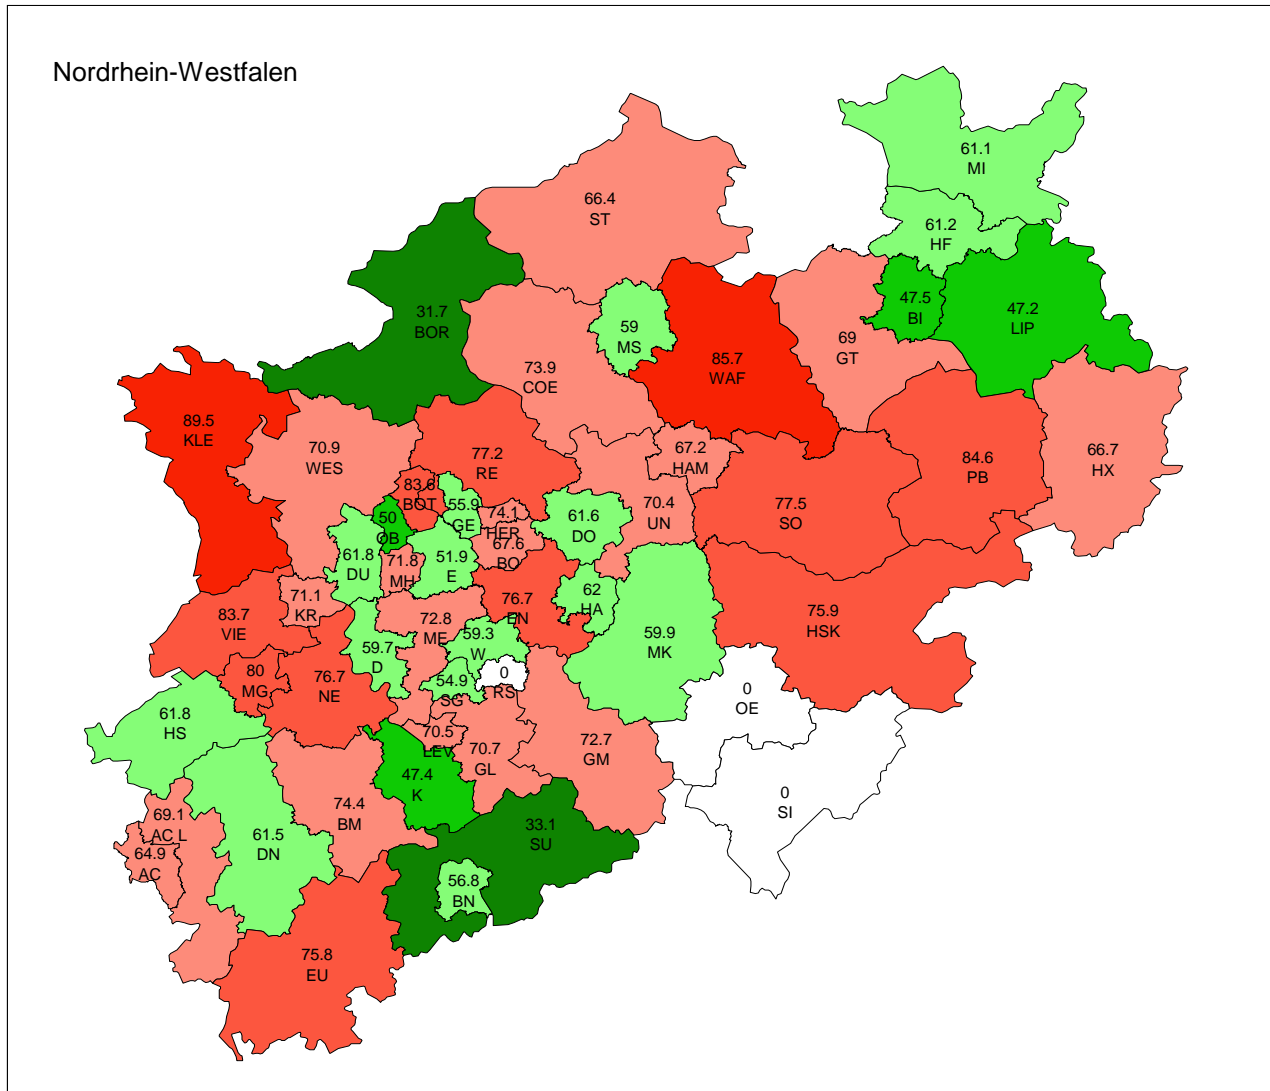 Nordrhein-Westfalen
61.1
MI
66.4
ST
61.2
HF
47.5
BI
47.2
LIP
31.7
BOR
59
MS
69
GT
85.7
WAF
73.9
COE
89.5
KLE
70.9
WES
77.2
RE
67.2
HAM
84.6
PB
66.7
HX
83.6
BOT
55.9
GE
74.1
HER
70.4
UN
77.5
SO
50
OB
61.6
DO
67.6
BO
61.8
DU
71.8
MH
51.9
E
71.1
KR
62
HA
76.7
EN
75.9
HSK
83.7
VIE
72.8
ME
59.3
W
59.9
MK
59.7
D
80
MG
76.7
NE
54.9
SG
0
RS
0
OE
61.8
HS
70.5
LEV
70.7
GL
72.7
GM
47.4
K
0
SI
74.4
BM
69.1
AC L
61.5
DN
33.1
SU
64.9
AC
56.8
BN
75.8
EU